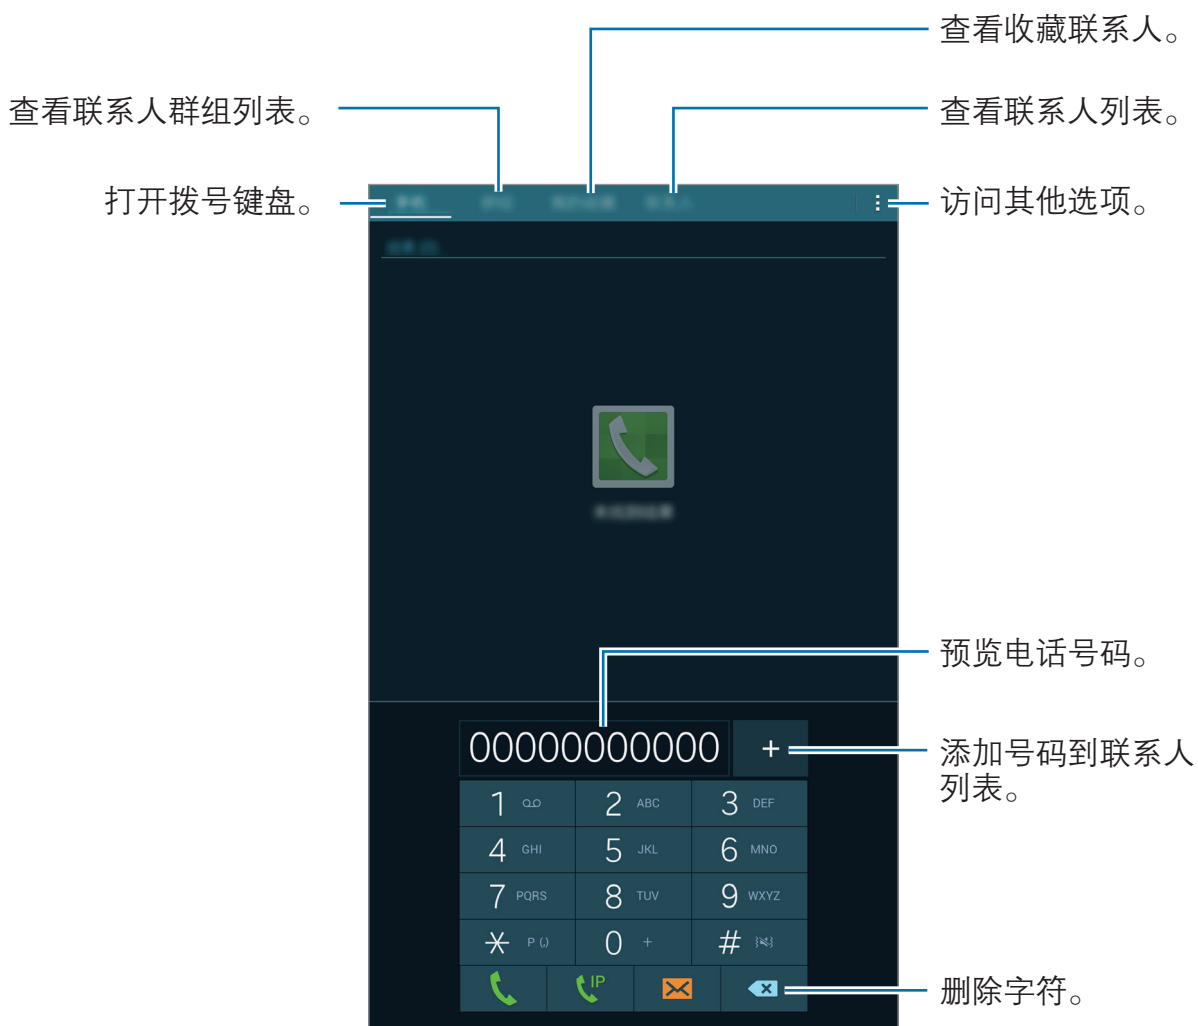 查看收藏联系人。
查看联系人群组列表。
查看联系人列表。
打开拨号键盘。
访问其他选项。
预览电话号码。
00000000000 +
添加号码到联系人
列表。
1 2 ABC 3 DEF
4 GHI 5 JKL 6 MNO
7 PQRS 8 TUV 9 WXYZ
* P (,) 0 + #
IP
删除字符。